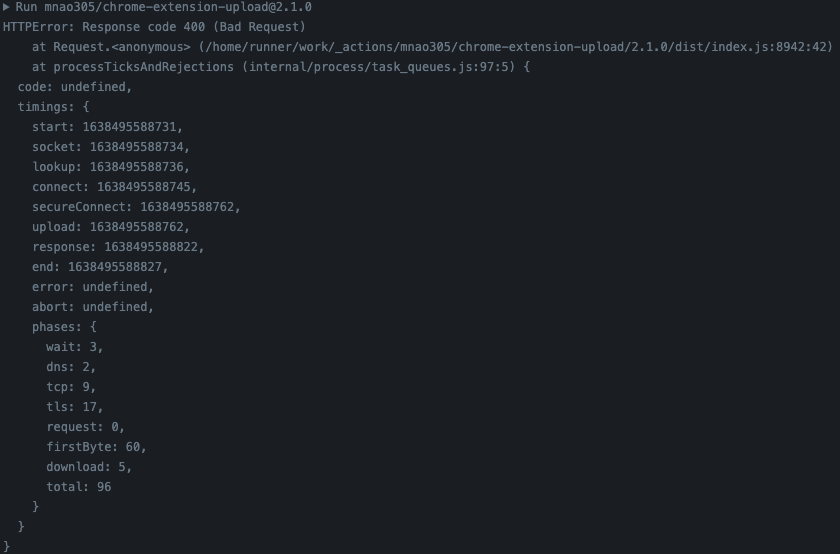 ▶ Run mnao305/chrome-extension-upload@2.1.0
HTTPError: Response code 400 (Bad Request)
    at Request.<anonymous> (/home/runner/work/_actions/mnao305/chrome-extension-upload/2.1.0/dist/index.js:8942:42)
    at processTicksAndRejections (internal/process/task_queues.js:97:5) {
  code: undefined,
  timings: {
    start: 1638495588731,
    socket: 1638495588734,
    lookup: 1638495588736,
    connect: 1638495588745,
    secureConnect: 1638495588762,
    upload: 1638495588762,
    response: 1638495588822,
    end: 1638495588827,
    error: undefined,
    abort: undefined,
    phases: {
      wait: 3,
      dns: 2,
      tcp: 9,
      tls: 17,
      request: 0,
      firstByte: 60,
      download: 5,
      total: 96
    }
  }
}